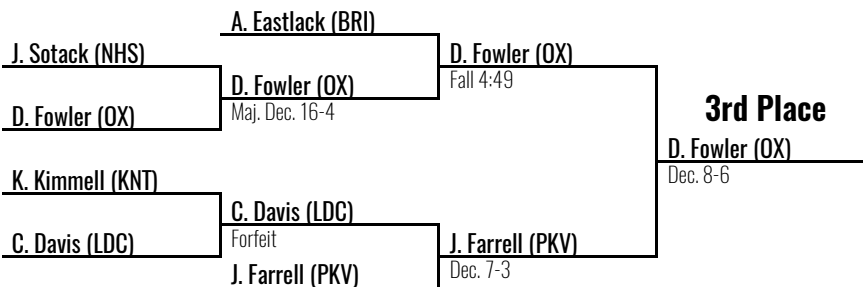 A. Eastlack (BRI)
J. Sotack (NHS)
D. Fowler (OX)
Fall 4:49
D. Fowler (OX)
Maj. Dec. 16-4
D. Fowler (OX)
3rd Place
D. Fowler (OX)
Dec. 8-6
K. Kimmell (KNT)
C. Davis (LDC)
Forfeit
C. Davis (LDC)
J. Farrell (PKV)
Dec. 7-3
J. Farrell (PKV)